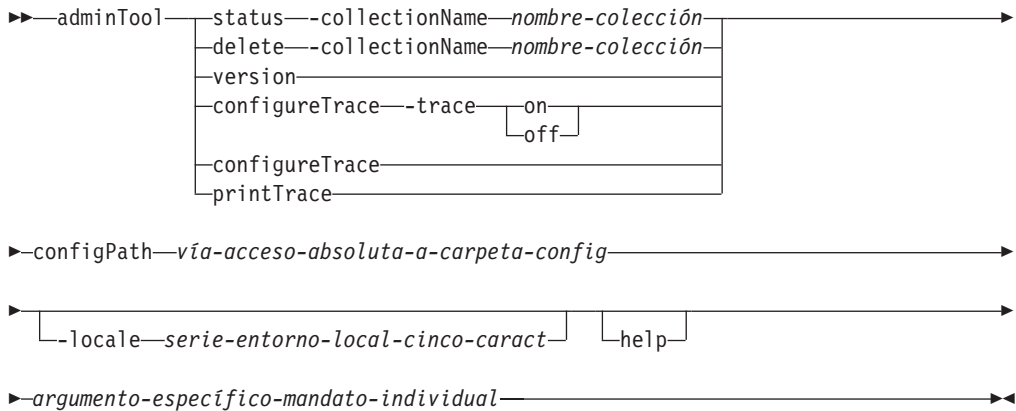 adminTool status -collectionName nombre-colección
delete -collectionName nombre-colección
version
configureTrace -trace on
off
configureTrace
printTrace
configPath vía-acceso-absoluta-a-carpeta-config
-locale serie-entorno-local-cinco-caract help
argumento-específico-mandato-individual